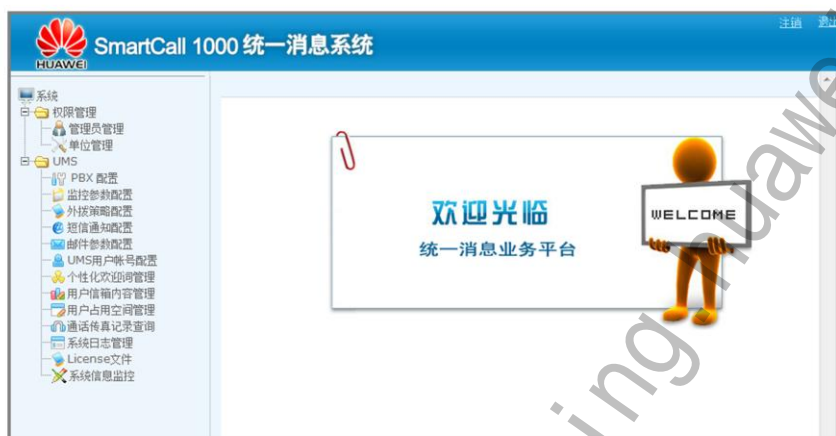 注销 退出
HUAWEI
SmartCall 1000 统一消息系统
系统
权限管理
管理员管理
单位管理
UMS
PBX 配置
监控参数配置
外拨策略配置
短信通知配置
邮件参数配置
UMS用户帐号配置
个性化欢迎词管理
用户信箱内容管理
用户占用空间管理
通话传真记录查询
系统日志管理
License文件
系统信息监控
欢迎光临
统一消息业务平台
WELCOME
ing.huawe